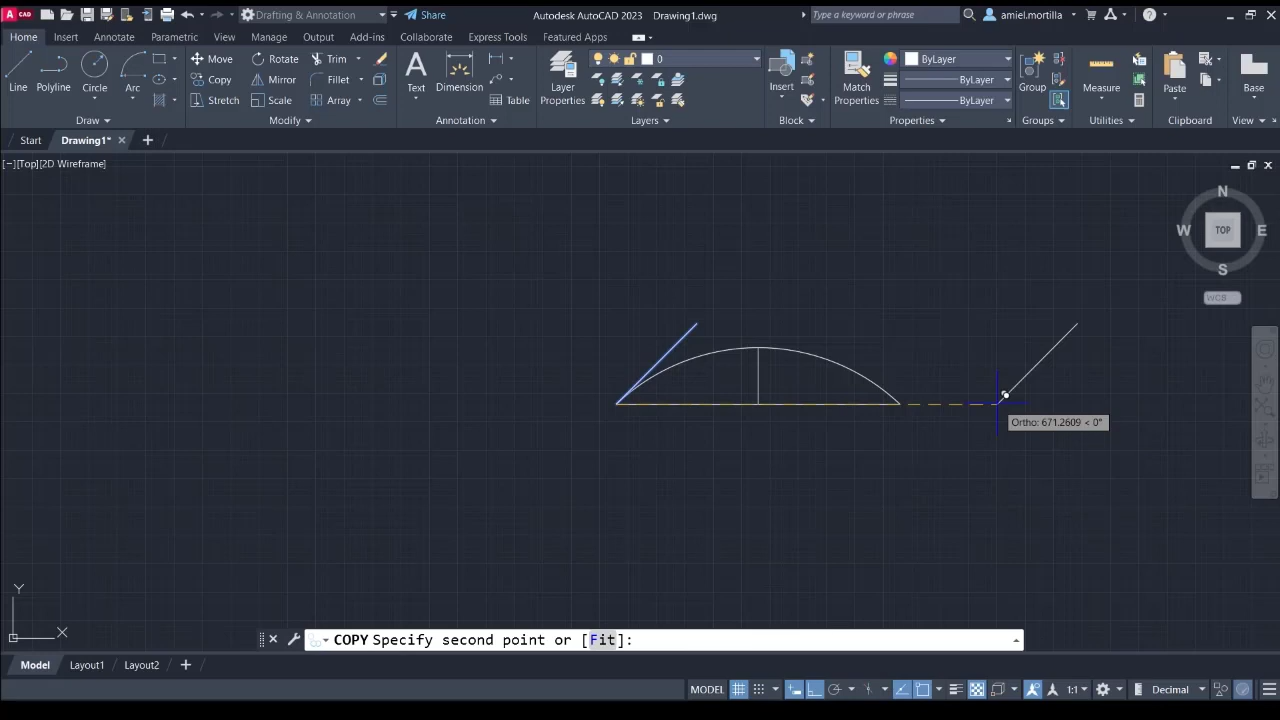 A CAD Drafting & Annotation Share Autodesk AutoCAD 2023 Drawing1.dwg Type a keyword or phrase amiel.mortilla
Home Insert Annotate Parametric View Manage Output Add-ins Collaborate Express Tools Featured Apps
Line Polyline Circle Arc Move Rotate Trim Copy Mirror Fillet Stretch Scale Array
Text Dimension Table
Layer Properties 0
Insert
Match Properties ByLayer ByLayer ByLayer
Group Measure Paste Base
Draw Modify Annotation Layers Block Properties Groups Utilities Clipboard View
Start Drawing1*
[−][Top][2D Wireframe]
N
W TOP E
S
WCB
Ortho: 671.2609 < 0°
Y
X
COPY Specify second point or [Fit]:
Model Layout1 Layout2
MODEL 1:1 Decimal